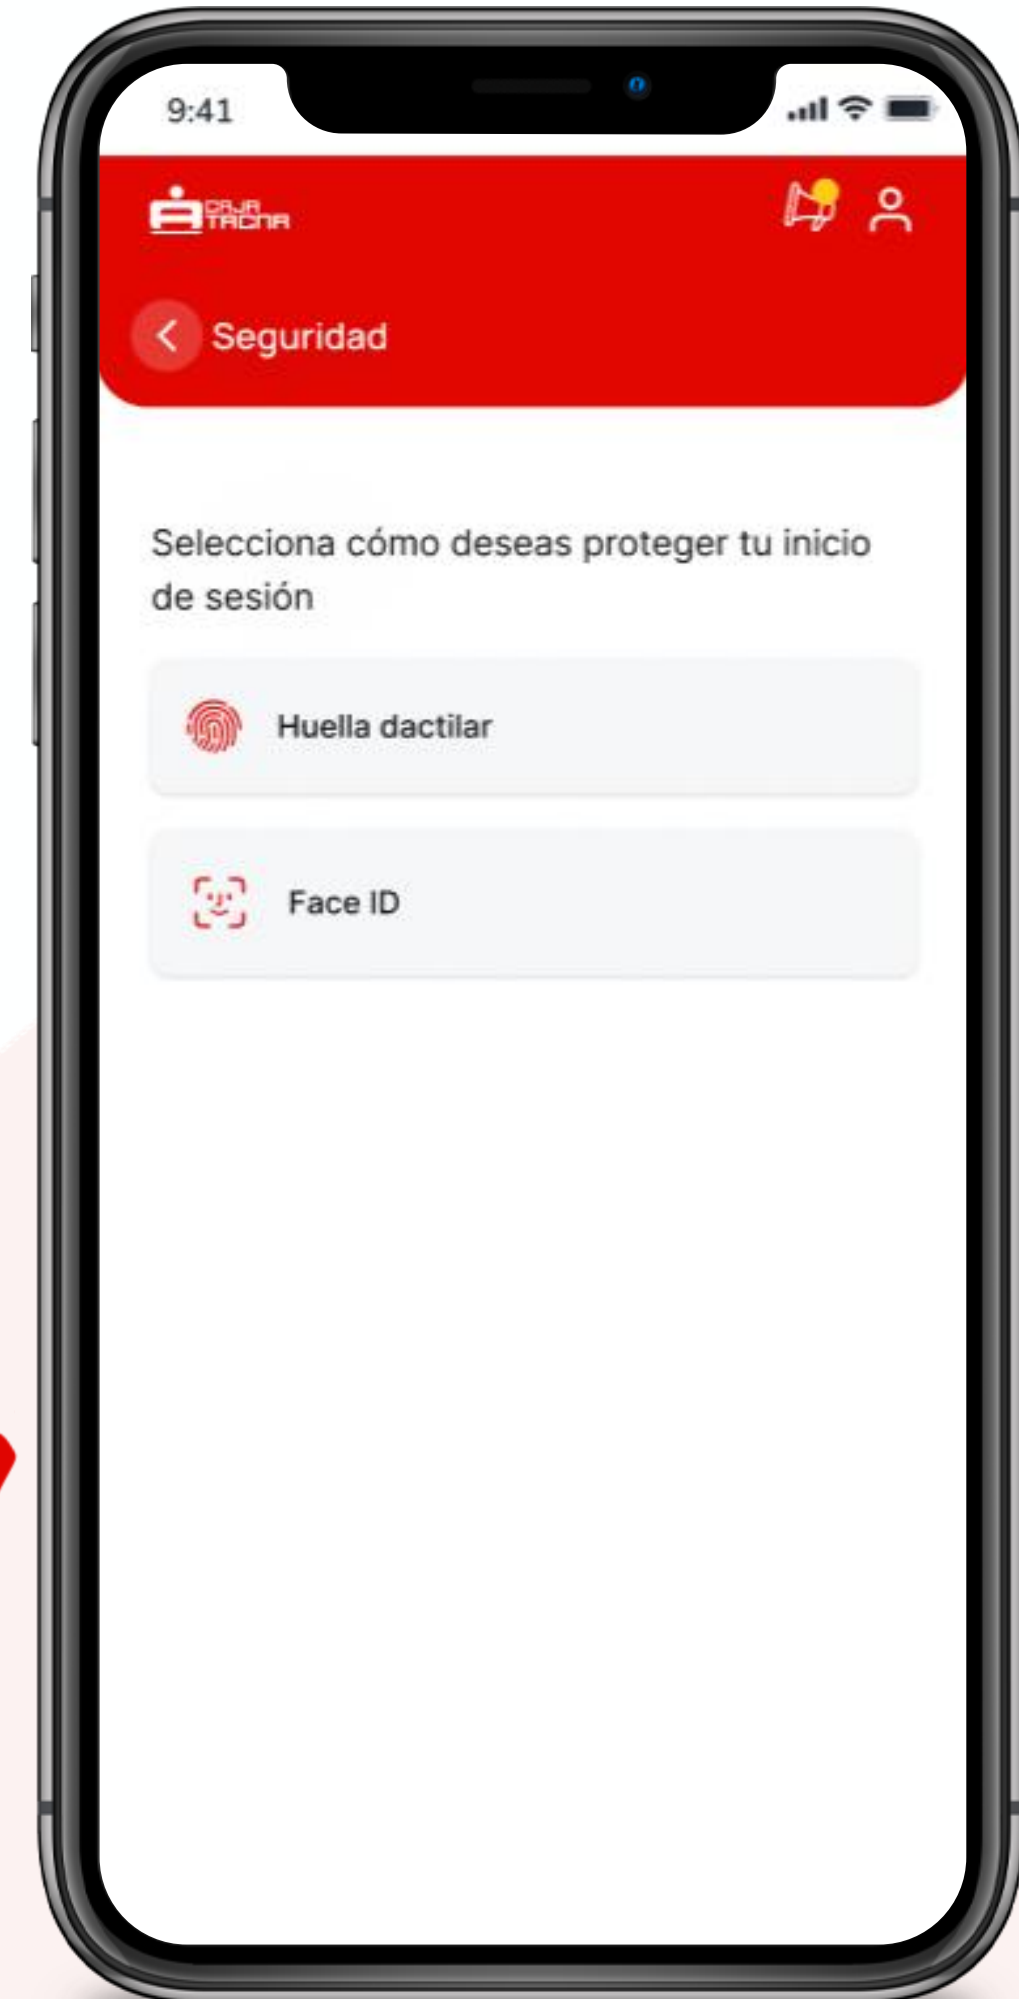 9:41
CAJA
TACNA
Seguridad
Selecciona cómo deseas proteger tu inicio
de sesión
Huella dactilar
Face ID